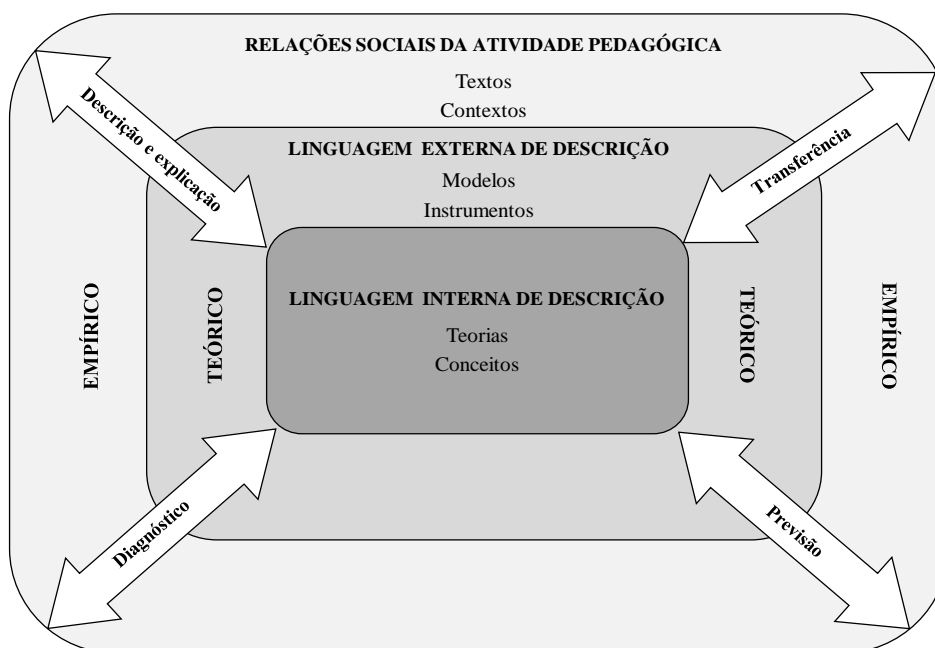 RELAÇÕES SOCIAIS DA ATIVIDADE PEDAGÓGICA
Textos
Contextos
Descrição e explicação
Transferência
LINGUAGEM EXTERNA DE DESCRIÇÃO
Modelos
Instrumentos
EMPÍRICO
TEÓRICO
LINGUAGEM INTERNA DE DESCRIÇÃO
Teorias
Conceitos
TEÓRICO
EMPÍRICO
Diagnóstico
Previsão